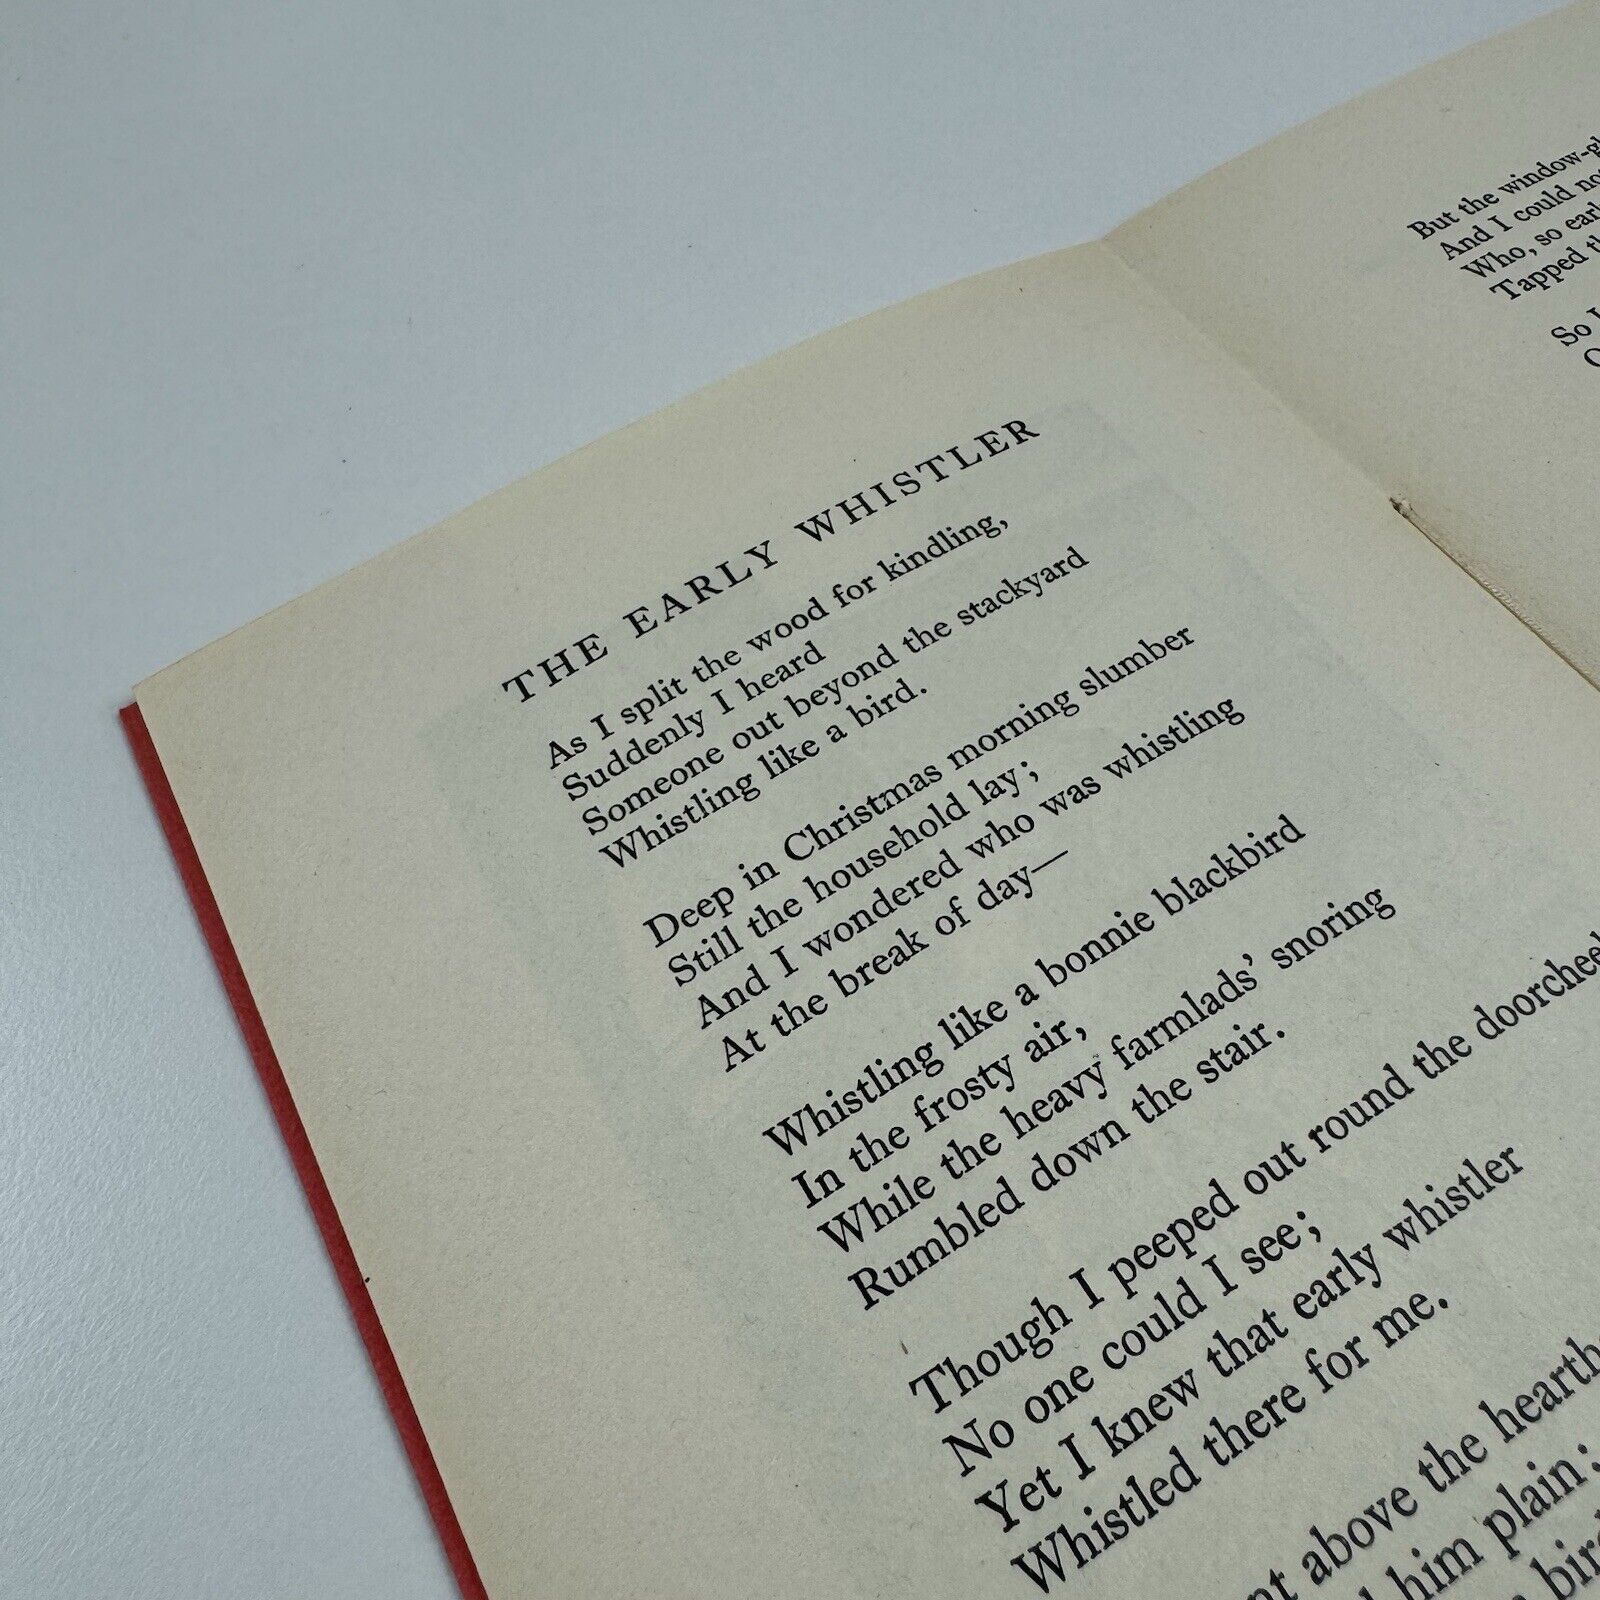 THE EARLY WHISTLER
As I split the wood for kindling,
Suddenly I heard
Someone out beyond the stackyard
Whistling like a bird.
Deep in Christmas morning slumber
Still the household lay;
And I wondered who was whistling
At the break of day—
Whistling like a bonnie blackbird
In the frosty air,
While the heavy farmlads' snoring
Rumbled down the stair.
Though I peeped out round the
No one could I see;
Yet I knew that early whistler
Whistled there for me.
above the
him plain;
But the
And I could
Who, so
Tapped
So I